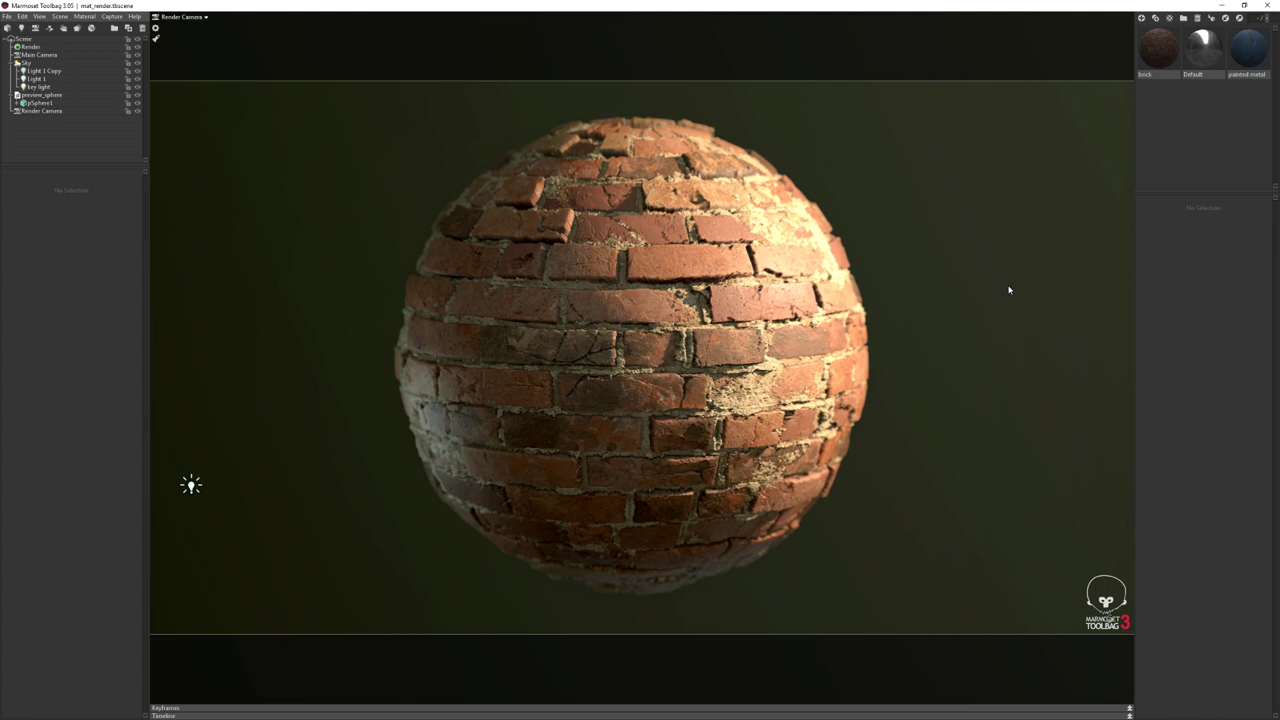 Marmoset Toolbag 3.05 | mat_render.tbscene
File Edit View Scene Material Capture Help
Render Camera
Scene
Render
Main Camera
Sky
Light 1 Copy
Light 1
key light
preview_sphere
pSphere1
Render Camera
No Selection
brick
Default
painted metal
No Selection
MARMOSET
TOOLBAG 3
Keyframes
Timeline